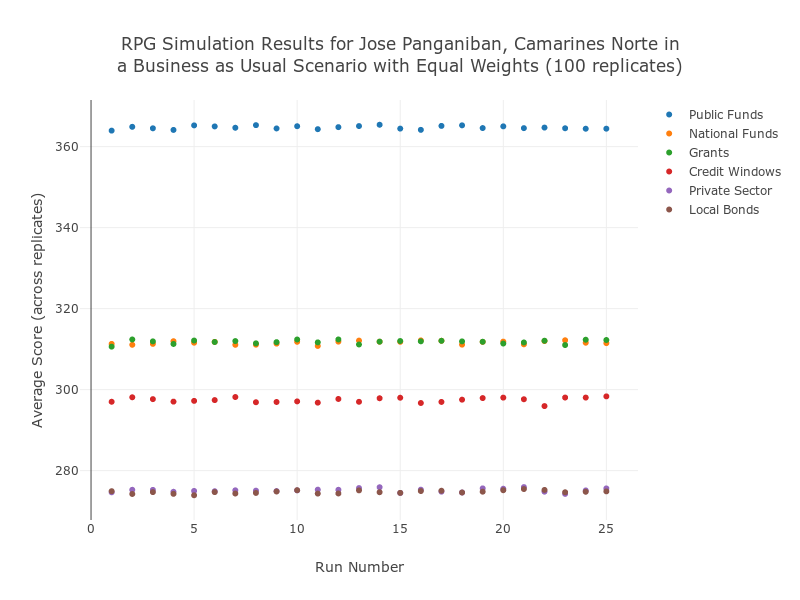 RPG Simulation Results for Jose Panganiban, Camarines Norte in
a Business as Usual Scenario with Equal Weights (100 replicates)
Public Funds
National Funds
Grants
Credit Windows
Private Sector
Local Bonds
Average Score (across replicates)
360
340
320
300
280
0
5
10
15
20
25
Run Number